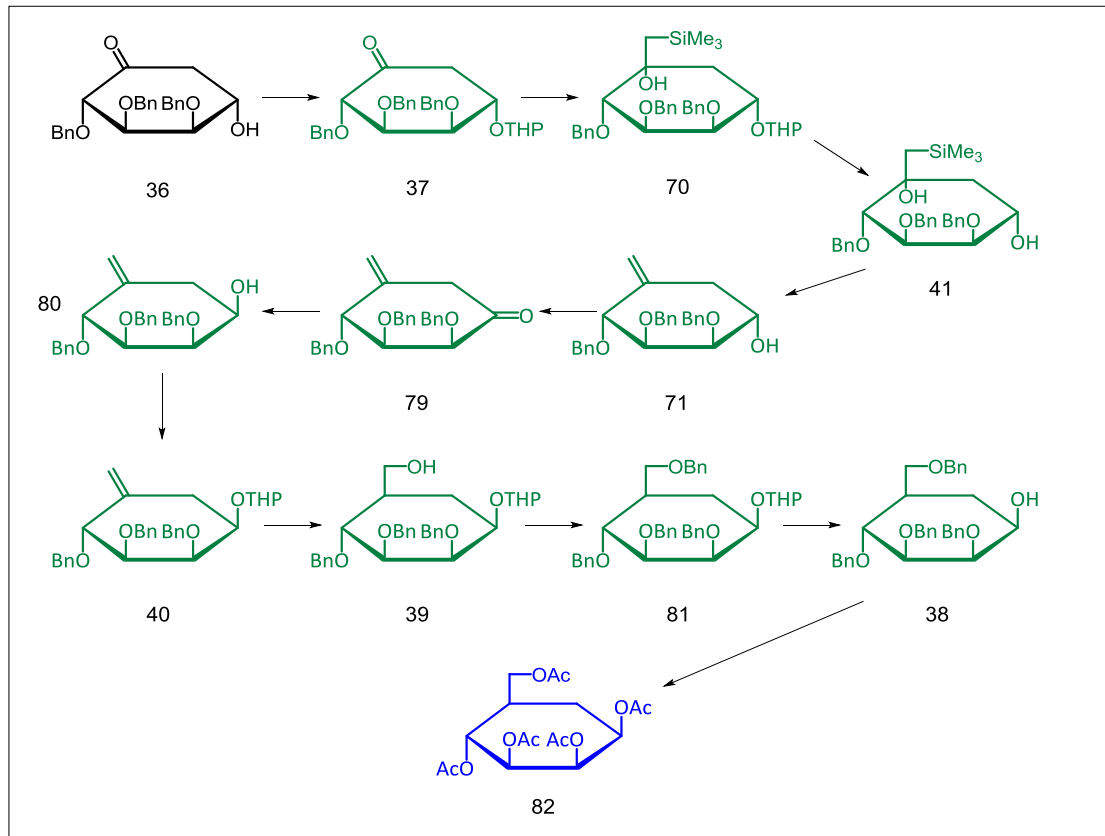 O O SiMe3
OH
OBn BnO OBn BnO OBn BnO
BnO OH BnO OTHP BnO OTHP
36 37 70
SiMe3
OH
OBn BnO
BnO OH
41
80 OH
OBn BnO OBn BnO O OBn BnO
BnO BnO BnO OH
79 71
OH OBn
OTHP OTHP OTHP OH
OBn BnO OBn BnO OBn BnO OBn BnO
BnO BnO BnO BnO
40 39 81 38
OAc
OAc
OAc AcO
AcO
82